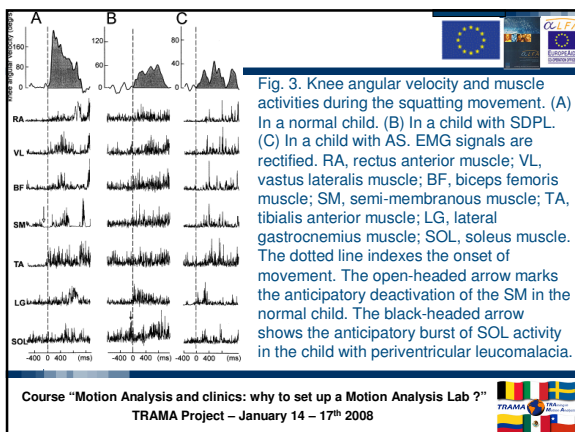 A B C
knee angular velocity (deg/s)
160
80
0
120
60
0
80
40
0
RA
VL
BF
SM
TA
LG
SOL
-400 0 400 (ms)
-400 0 400 (ms)
-400 0 400 (ms)
Fig. 3. Knee angular velocity and muscle
activities during the squatting movement. (A)
In a normal child. (B) In a child with SDPL.
(C) In a child with AS. EMG signals are
rectified. RA, rectus anterior muscle; VL,
vastus lateralis muscle; BF, biceps femoris
muscle; SM, semi-membranous muscle; TA,
tibialis anterior muscle; LG, lateral
gastrocnemius muscle; SOL, soleus muscle.
The dotted line indexes the onset of
movement. The open-headed arrow marks
the anticipatory deactivation of the SM in the
normal child. The black-headed arrow
shows the anticipatory burst of SOL activity
in the child with periventricular leucomalacia.
Course “Motion Analysis and clinics: why to set up a Motion Analysis Lab ?”
TRAMA Project – January 14 – 17th 2008
TRAMA